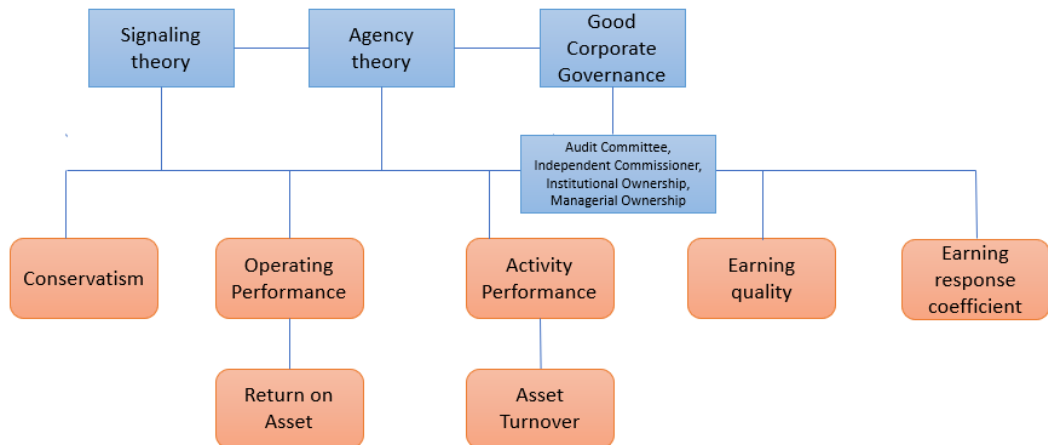 Signaling
theory
Agency
theory
Good
Corporate
Governance
Audit Committee,
Independent Commissioner,
Institutional Ownership,
Managerial Ownership
Conservatism
Operating
Performance
Activity
Performance
Earning
quality
Earning
response
coefficient
Return on
Asset
Asset
Turnover